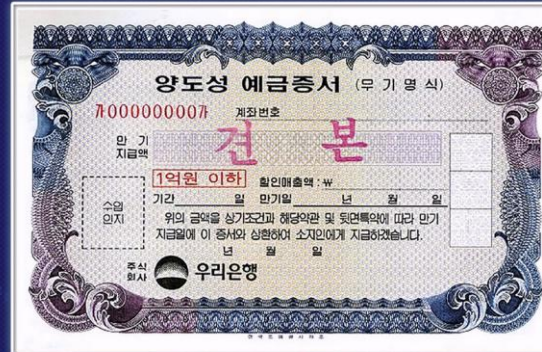 양도성 예금증서 (무기명식)
가00000000가 계좌번호
만 기
지급액
견 본
1억원 이하 할인매출액 : ₩
기간 일 만기일 년 월 일
수입
인지
위의 금액을 상기조건과 해당약관 및 뒷면특약에 따라 만기
지급일에 이 증서와 상환하여 소지인에게 지급하겠습니다.
년 월 일
주식
회사 우리은행